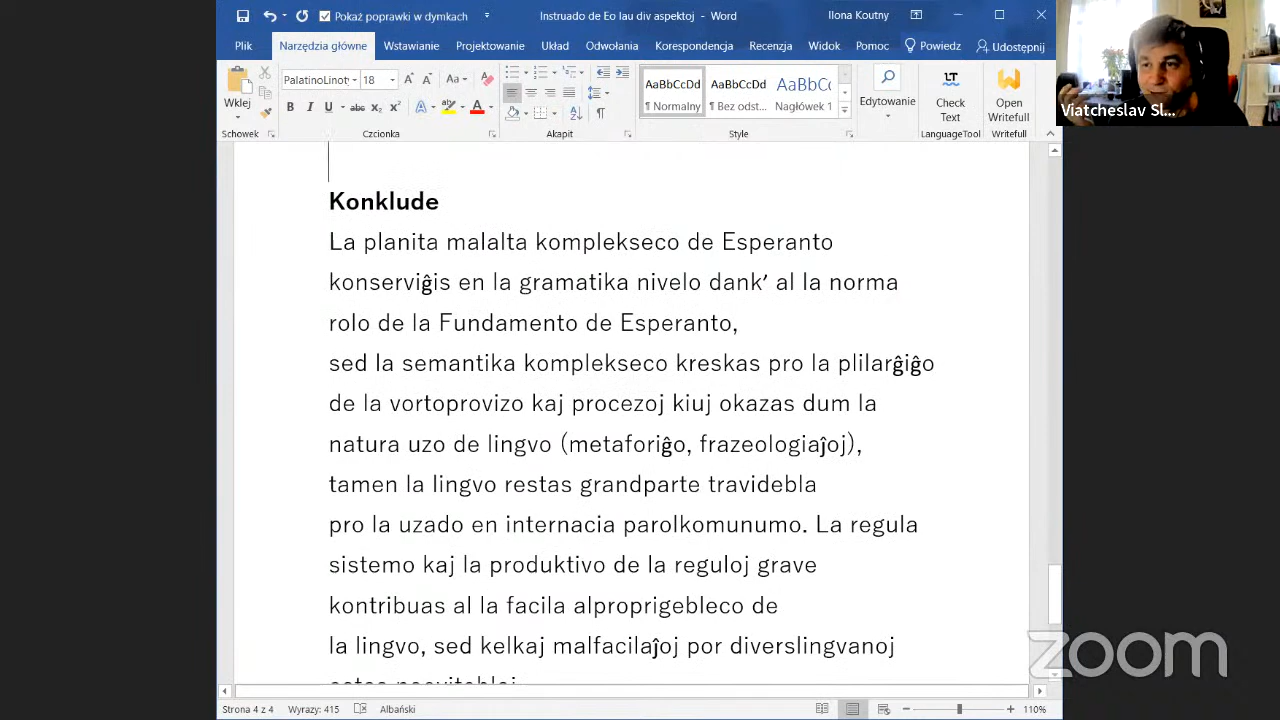 Pokaż poprawki w dymkach
Instruado de Eo lau div aspektoj - Word
Ilona Koutny
Plik
Narzędzia główne
Wstawianie
Projektowanie
Układ
Odwołania
Korespondencja
Recenzja
Widok
Pomoc
Powiedz
Udostępnij
Wklej
PalatinoLinoty
18
Aa
AaBbCcDd
AaBbCcDd
AaBbCc
¶ Normalny
¶ Bez odst...
Nagłówek 1
Edytowanie
LT
Check
Text
Open
Writefull
B I U abc x₂ x²
Schowek
Czcionka
Akapit
Style
LanguageTool
Writefull
Viatcheslav Sl...
Konklude
La planita malalta komplekseco de Esperanto
konserviĝis en la gramatika nivelo dank’ al la norma
rolo de la Fundamento de Esperanto,
sed la semantika komplekseco kreskas pro la plilarĝiĝo
de la vortoprovizo kaj procezoj kiuj okazas dum la
natura uzo de lingvo (metaforiĝo, frazeologiaĵoj),
tamen la lingvo restas grandparte travidebla
pro la uzado en internacia parolkomunumo. La regula
sistemo kaj la produktivo de la reguloj grave
kontribuas al la facila alproprigebleco de
la lingvo, sed kelkaj malfacilaĵoj por diverslingvanoj
zoom
Strona 4 z 4
Wyrazy: 415
Albański
110%